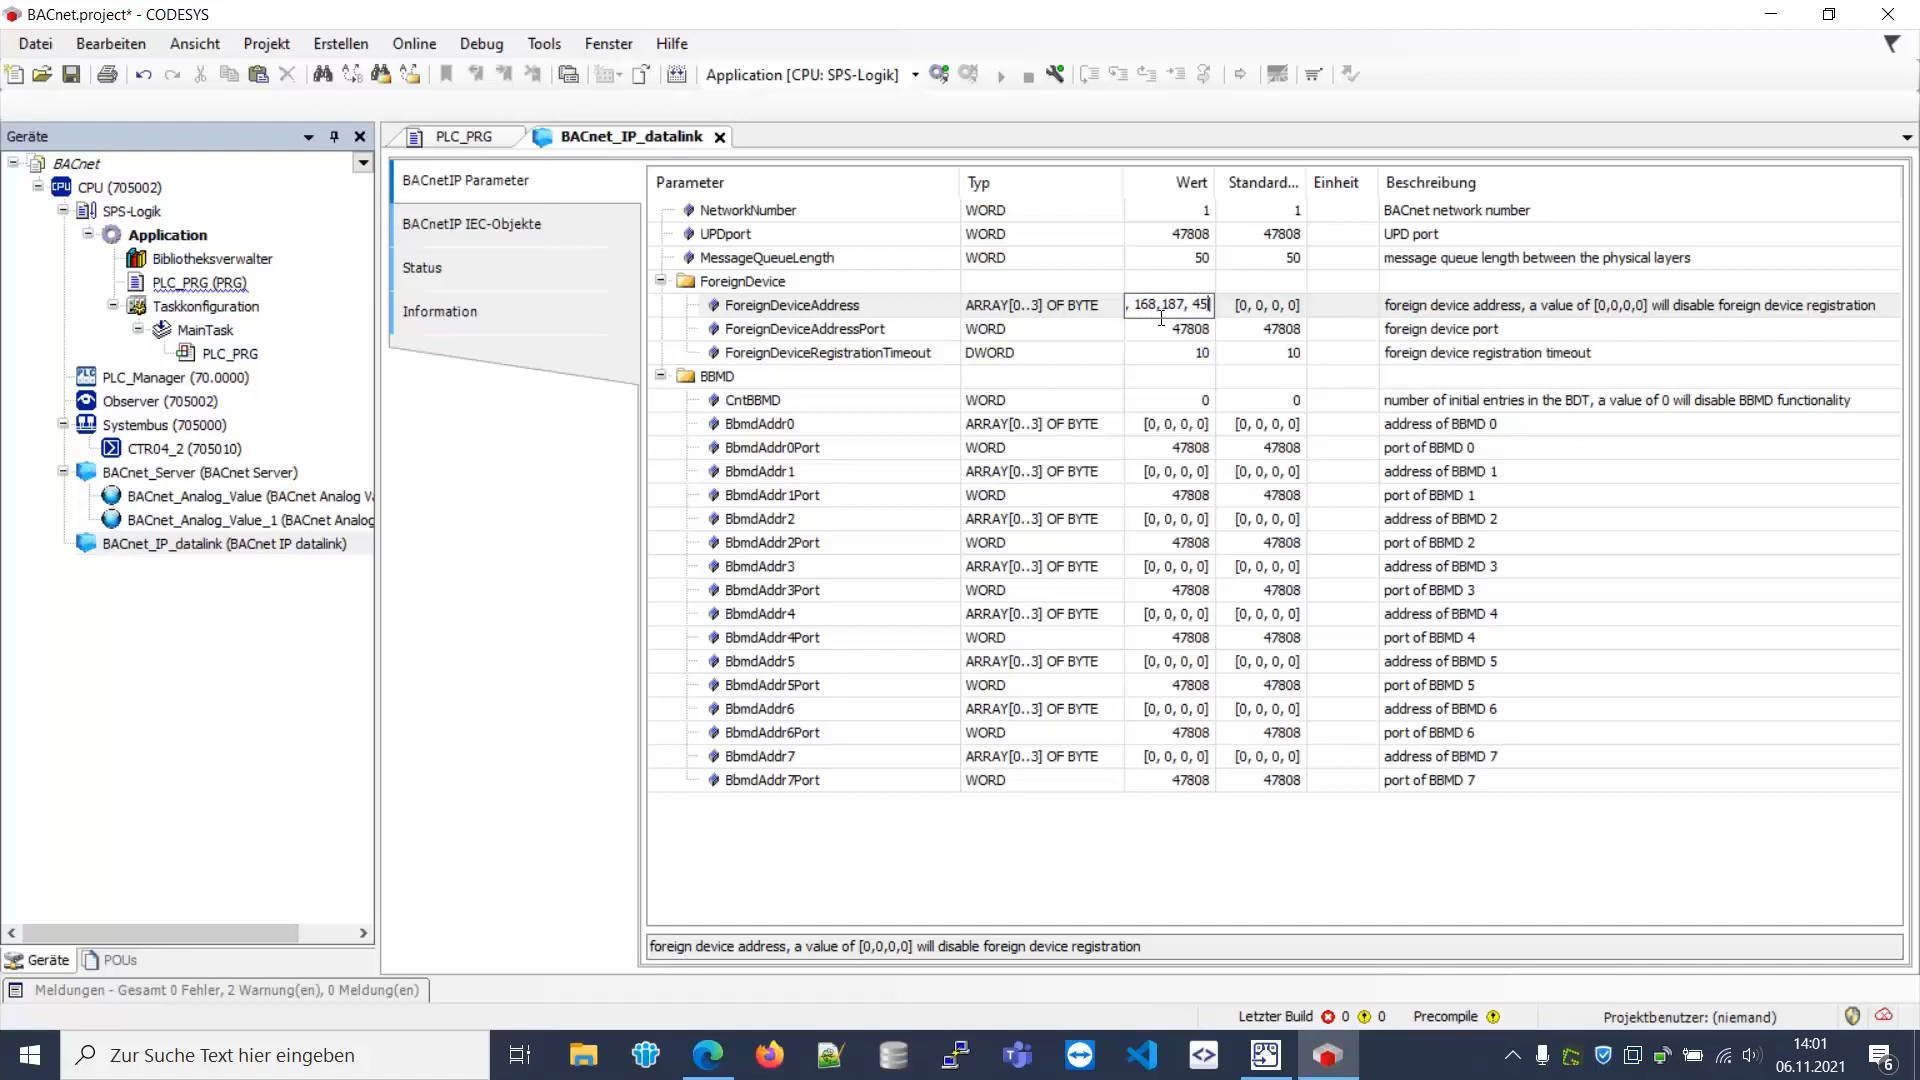 BACnet.project* - CODESYS
Datei Bearbeiten Ansicht Projekt Erstellen Online Debug Tools Fenster Hilfe
Application [CPU: SPS-Logik]
Geräte
BACnet
CPU (705002)
CPU
SPS-Logik
Application
Bibliotheksverwalter
PLC_PRG (PRG)
Taskkonfiguration
MainTask
PLC_PRG
PLC_Manager (70.0000)
Observer (705002)
Systembus (705000)
CTR04_2 (705010)
BACnet_Server (BACnet Server)
BACnet_Analog_Value (BACnet Analog Va
BACnet_Analog_Value_1 (BACnet Analog
BACnet_IP_datalink (BACnet IP datalink)
Geräte POUs
PLC_PRG BACnet_IP_datalink
BACnetIP Parameter
BACnetIP IEC-Objekte
Status
Information
Parameter Typ Wert Standard... Einheit Beschreibung
NetworkNumber WORD 1 1 BACnet network number
UPDport WORD 47808 47808 UPD port
MessageQueueLength WORD 50 50 message queue length between the physical layers
ForeignDevice
ForeignDeviceAddress ARRAY[0..3] OF BYTE , 168,187, 45 [0, 0, 0, 0] foreign device address, a value of [0,0,0,0] will disable foreign device registration
ForeignDeviceAddressPort WORD 47808 47808 foreign device port
ForeignDeviceRegistrationTimeout DWORD 10 10 foreign device registration timeout
BBMD
CntBBMD WORD 0 0 number of initial entries in the BDT, a value of 0 will disable BBMD functionality
BbmdAddr0 ARRAY[0..3] OF BYTE [0, 0, 0, 0] [0, 0, 0, 0] address of BBMD 0
BbmdAddr0Port WORD 47808 47808 port of BBMD 0
BbmdAddr1 ARRAY[0..3] OF BYTE [0, 0, 0, 0] [0, 0, 0, 0] address of BBMD 1
BbmdAddr1Port WORD 47808 47808 port of BBMD 1
BbmdAddr2 ARRAY[0..3] OF BYTE [0, 0, 0, 0] [0, 0, 0, 0] address of BBMD 2
BbmdAddr2Port WORD 47808 47808 port of BBMD 2
BbmdAddr3 ARRAY[0..3] OF BYTE [0, 0, 0, 0] [0, 0, 0, 0] address of BBMD 3
BbmdAddr3Port WORD 47808 47808 port of BBMD 3
BbmdAddr4 ARRAY[0..3] OF BYTE [0, 0, 0, 0] [0, 0, 0, 0] address of BBMD 4
BbmdAddr4Port WORD 47808 47808 port of BBMD 4
BbmdAddr5 ARRAY[0..3] OF BYTE [0, 0, 0, 0] [0, 0, 0, 0] address of BBMD 5
BbmdAddr5Port WORD 47808 47808 port of BBMD 5
BbmdAddr6 ARRAY[0..3] OF BYTE [0, 0, 0, 0] [0, 0, 0, 0] address of BBMD 6
BbmdAddr6Port WORD 47808 47808 port of BBMD 6
BbmdAddr7 ARRAY[0..3] OF BYTE [0, 0, 0, 0] [0, 0, 0, 0] address of BBMD 7
BbmdAddr7Port WORD 47808 47808 port of BBMD 7
foreign device address, a value of [0,0,0,0] will disable foreign device registration
Meldungen - Gesamt 0 Fehler, 2 Warnung(en), 0 Meldung(en)
Letzter Build 0 0 Precompile Projektbenutzer: (niemand)
Zur Suche Text hier eingeben
14:01
06.11.2021
6